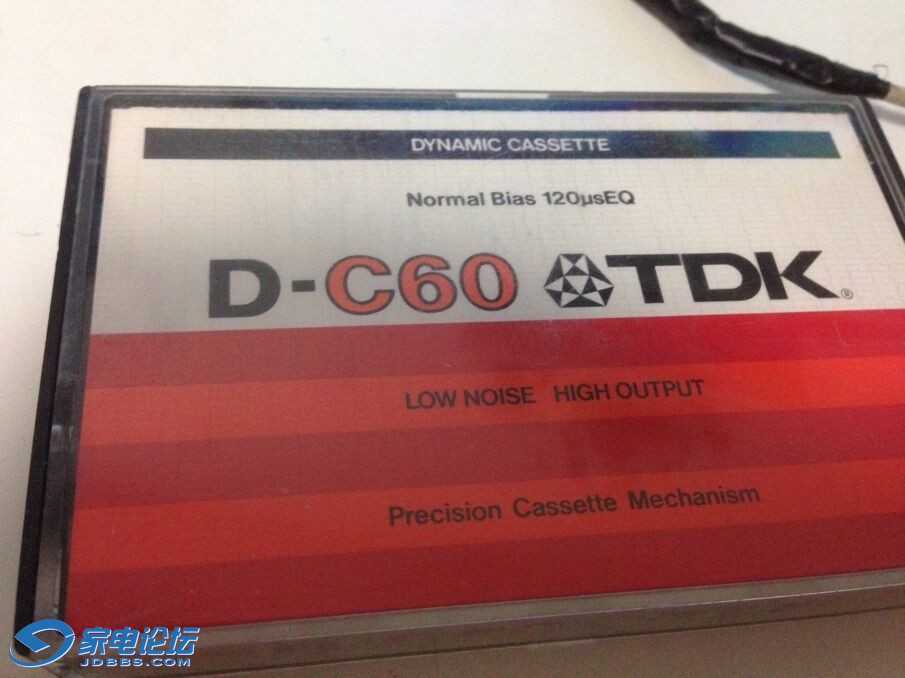 DYNAMIC CASSETTE
Normal Bias 120µsEQ
D-C60 TDK®
LOW NOISE HIGH OUTPUT
Precision Cassette Mechanism
家电论坛
JDBBS.COM